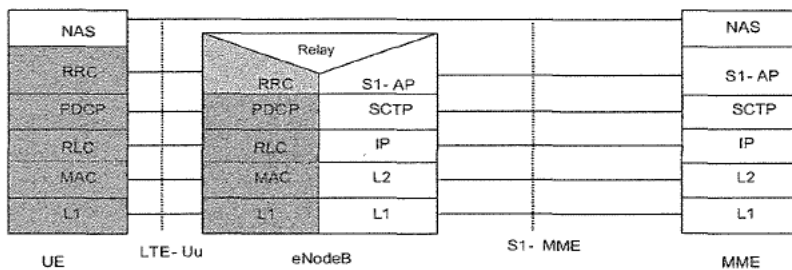 NAS
NAS
Relay
RRC
RRC
S1- AP
S1- AP
PDCP
PDCP
SCTP
SCTP
RLC
RLC
IP
IP
MAC
MAC
L2
L2
L1
L1
L1
L1
UE
LTE- Uu
eNodeB
S1- MME
MME